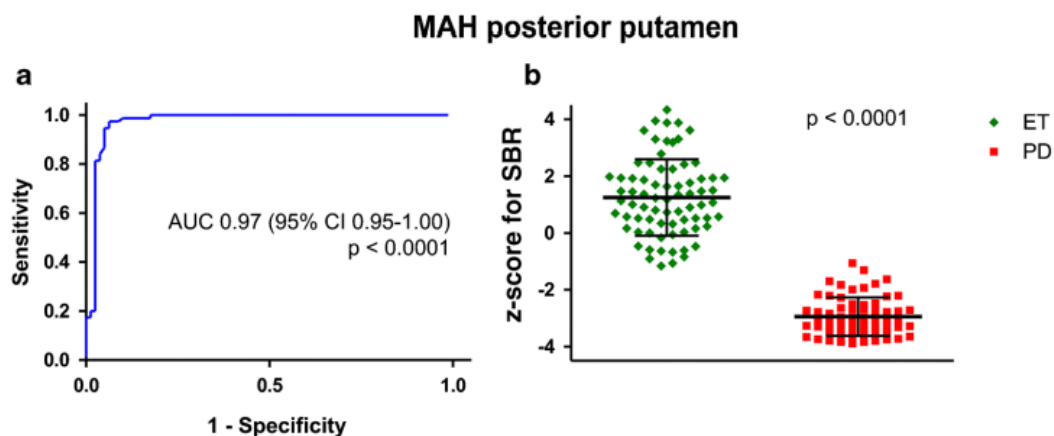 MAH posterior putamen
a
Sensitivity
1.0
0.8
0.6
0.4
0.2
0.0
AUC 0.97 (95% CI 0.95-1.00)
p < 0.0001
0.0 0.5 1.0
1 - Specificity
b
z-score for SBR
4
2
0
-2
-4
p < 0.0001
ET
PD